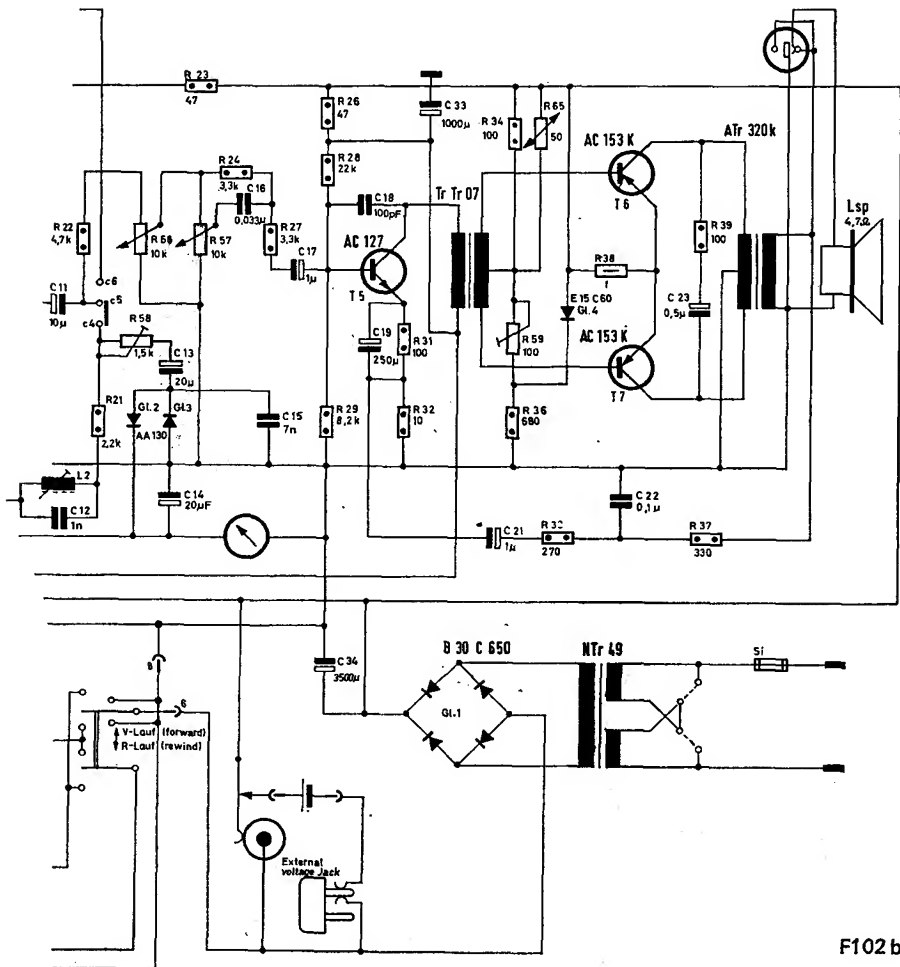 R 23
47
R 26
47
C 33
1000µ
R 34
100
R 65
50
AC 153 K
T 6
ATr 320 k
Lsp
4,7Ω
R 24
3,3k
C 16
0,033µ
R 28
22k
C 18
100pF
Tr Tr 07
R 22
4,7k
10k
R 57
10k
R 27
3,3k
C 17
1µ
AC 127
T 5
R38
R 39
100
C 11
10µ
c6
c5
c4
R 58
1,5k
C 13
20µ
C 19
250µ
R 31
100
E 15 C 60
Gl. 4
R 59
100
C 23
0,5µ
AC 153 K
T 7
R21
2,2k
Gl.2
Gl.3
AA 130
C 15
7n
R 29
8,2k
R 32
10
R 36
680
L2
C 12
1n
C 14
20µF
C 22
0,1µ
C 21
1µ
270
R 37
330
C 34
3500µ
B 30 C 650
Gl.1
NTr 49
Si
6
V-Lauf (forward)
R-Lauf (rewind)
External
voltage Jack
F102 b